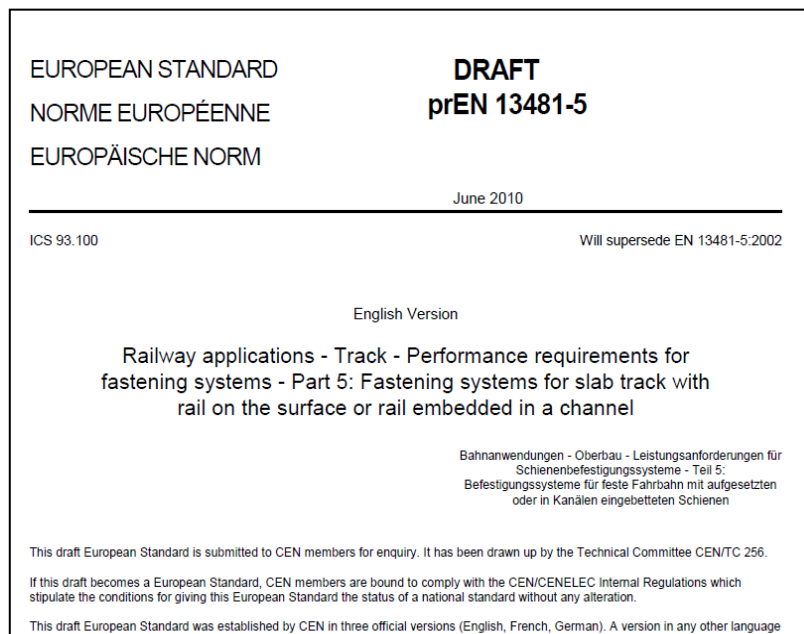 EUROPEAN STANDARD
NORME EUROPÉENNE
EUROPÄISCHE NORM
DRAFT
prEN 13481-5
June 2010
ICS 93.100
Will supersede EN 13481-5:2002
English Version
Railway applications - Track - Performance requirements for
fastening systems - Part 5: Fastening systems for slab track with
rail on the surface or rail embedded in a channel
Bahnanwendungen - Oberbau - Leistungsanforderungen für
Schienenbefestigungssysteme - Teil 5:
Befestigungssysteme für feste Fahrbahn mit aufgesetzten
oder in Kanälen eingebetteten Schienen
This draft European Standard is submitted to CEN members for enquiry. It has been drawn up by the Technical Committee CEN/TC 256.
If this draft becomes a European Standard, CEN members are bound to comply with the CEN/CENELEC Internal Regulations which
stipulate the conditions for giving this European Standard the status of a national standard without any alteration.
This draft European Standard was established by CEN in three official versions (English, French, German). A version in any other language